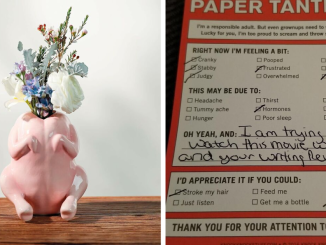 PAPER
I'm a responsible adult. But even grownups need to
Lucky for you, I'm too proud to scream and throw
RIGHT NOW I'M FEELING A BIT:
Cranky Pooped
Stabby Frustrated
Judgy Overwhelmed
THIS MAY BE DUE TO:
Headache Thirst
Tummy ache Hormones
Hunger Poor sleep
OH YEAH, AND: I am trying
watch this movie
and your writing
I'D APPRECIATE IT IF YOU COULD:
Stroke my hair Feed me
Just listen Get me a bottle
THANK YOU FOR YOUR ATTENTION